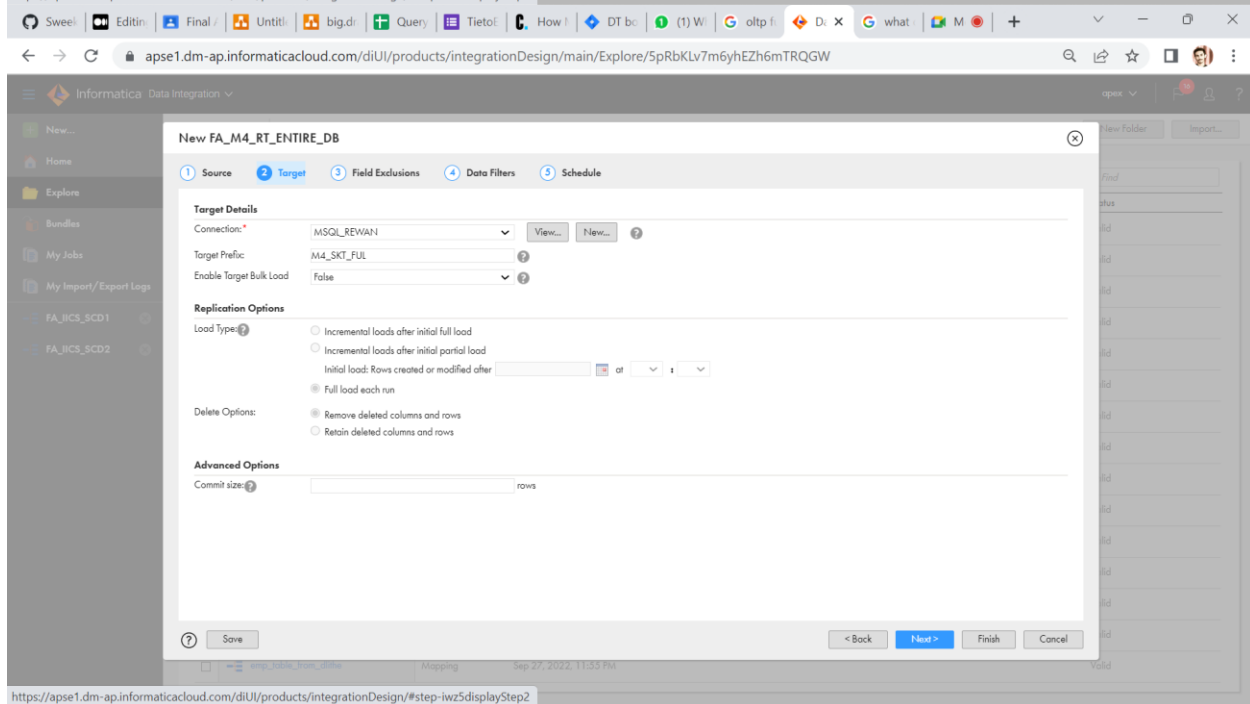 Sweel
Editin
Final /
Untitl
big.dr
Query
TietoE
C. How I
DT bc
(1) W
oltp f
D
what
M
apse1.dm-ap.informaticacloud.com/diUI/products/integrationDesign/main/Explore/5pRbKLv7m6yhEZh6mTRQGW
Informatica Data Integration
apex
?
New...
New Folder
Import...
Home
Explore
Bundles
My Jobs
My Import/Export Logs
FA_IICS_SCD1
FA_IICS_SCD2
Find
New FA_M4_RT_ENTIRE_DB
1 Source
2 Target
3 Field Exclusions
4 Data Filters
5 Schedule
Target Details
Connection:* MSQL_REWAN View... New... ?
Target Prefix: M4_SKT_FUL ?
Enable Target Bulk Load False ?
Replication Options
Load Type: ? Incremental loads after initial full load
Incremental loads after initial partial load
Initial load: Rows created or modified after at :
Full load each run
Delete Options: Remove deleted columns and rows
Retain deleted columns and rows
Advanced Options
Commit size: ? rows
? Save < Back Next > Finish Cancel
emp_table_from_dbthe Mapping Sep 27, 2022, 11:55 PM Valid
https://apse1.dm-ap.informaticacloud.com/diUI/products/integrationDesign/#step-iwz5displayStep2